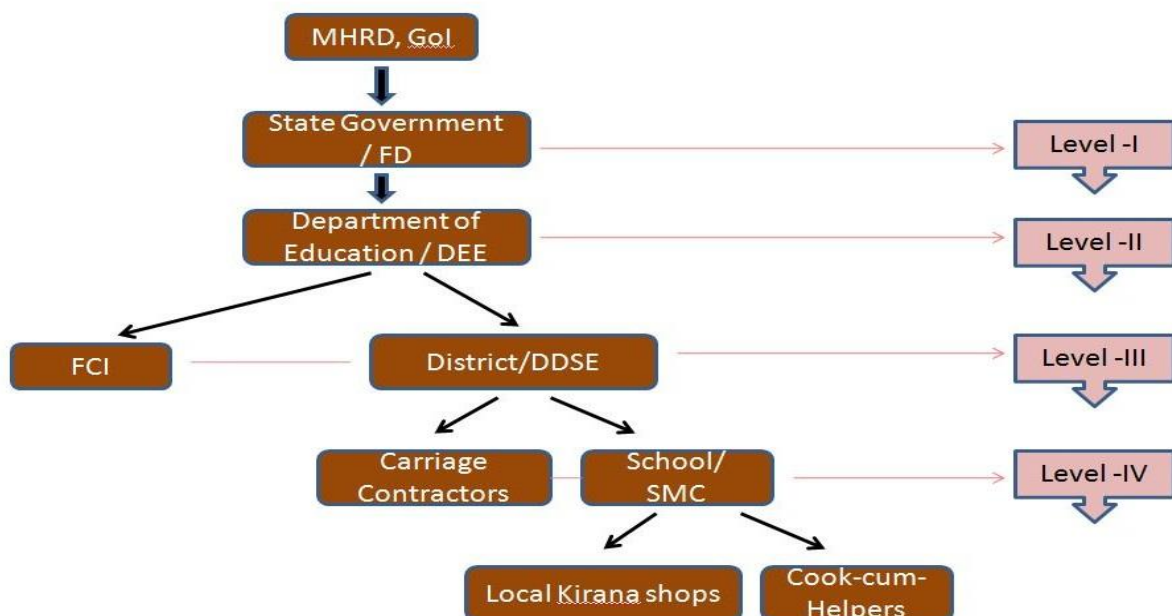 MHRD, GoI
State Government
/ FD
Level -I
Department of
Education / DEE
Level -II
FCI
District/DDSE
Level -III
Carriage
Contractors
School/
SMC
Level -IV
Local Kirana shops
Cook-cum-
Helpers